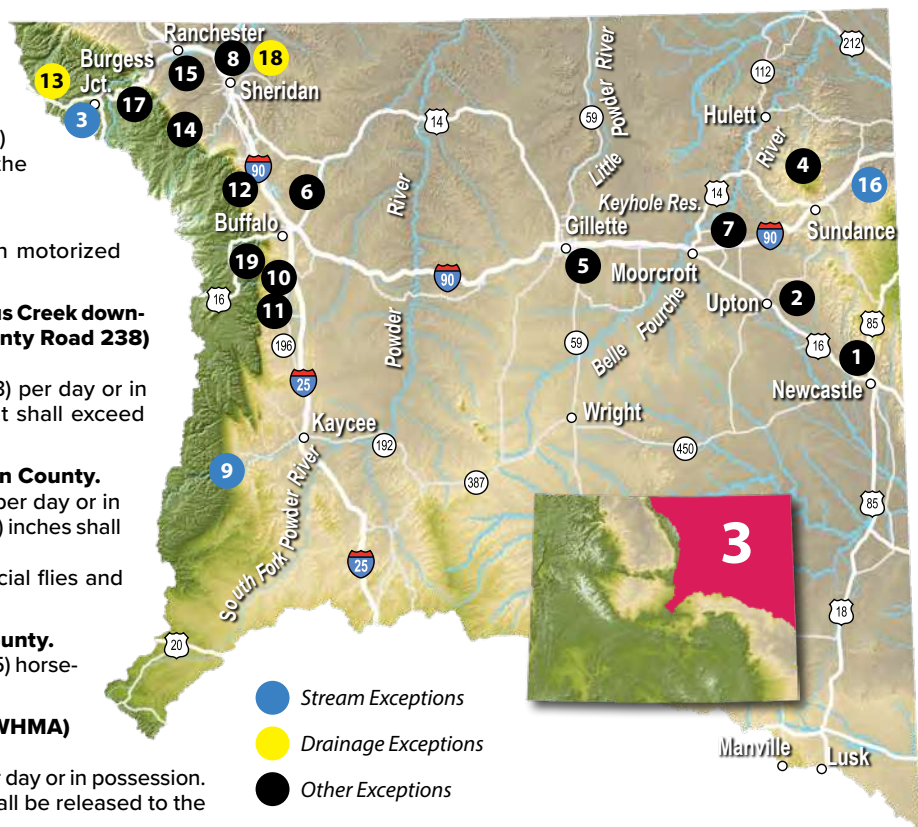 )
the
n motorized
us Creek down-
nty Road 238)
3) per day or in
t shall exceed
n County.
per day or in
) inches shall
cial flies and
unty.
5) horse-
WHMA)
r day or in possession.
all be released to the
Ranchester
8
18
212
Burgess
Jct.
13
15
Sheridan
112
17
3
14
14
59
Little Powder River
Hulett
River
90
4
12
6
River
14
16
Keyhole Res.
Buffalo
Gillette
7
90
Sundance
19
10
90
5
Moorcroft
16
11
Upton
2
85
196
Powder
59
Belle Fourche
16
1
25
Newcastle
Kaycee
Wright
192
450
9
387
South Fork Powder River
85
3
25
18
20
Stream Exceptions
Drainage Exceptions
Other Exceptions
Manville
Lusk